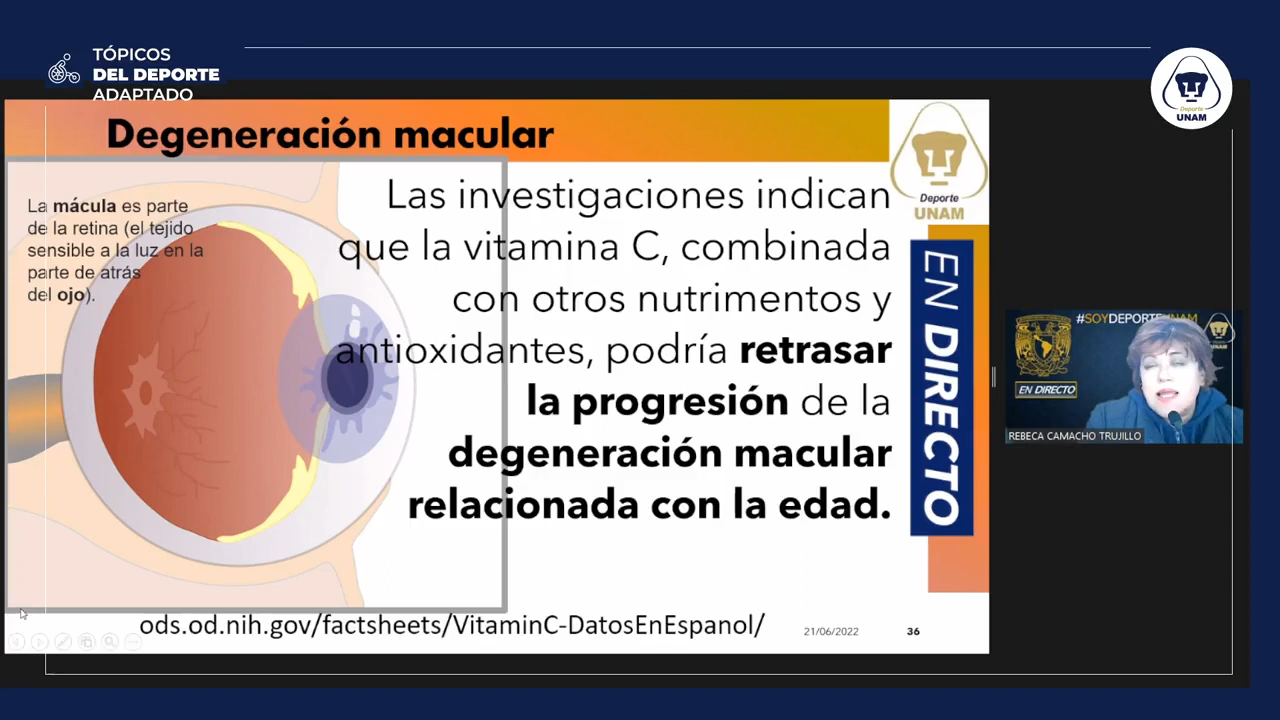 TÓPICOS
DEL DEPORTE
ADAPTADO
Deporte
UNAM
Degeneración macular
Deporte
UNAM
La mácula es parte
de la retina (el tejido
sensible a la luz en la
parte de atrás
del ojo).
Las investigaciones indican
que la vitamina C, combinada
con otros nutrimentos y
antioxidantes, podría retrasar
la progresión de la
degeneración macular
relacionada con la edad.
EN DIRECTO
#SOYDEPORTEUNAM
UNAM
EN DIRECTO
REBECA CAMACHO TRUJILLO
ods.od.nih.gov/factsheets/VitaminC-DatosEnEspanol/
21/06/2022
36